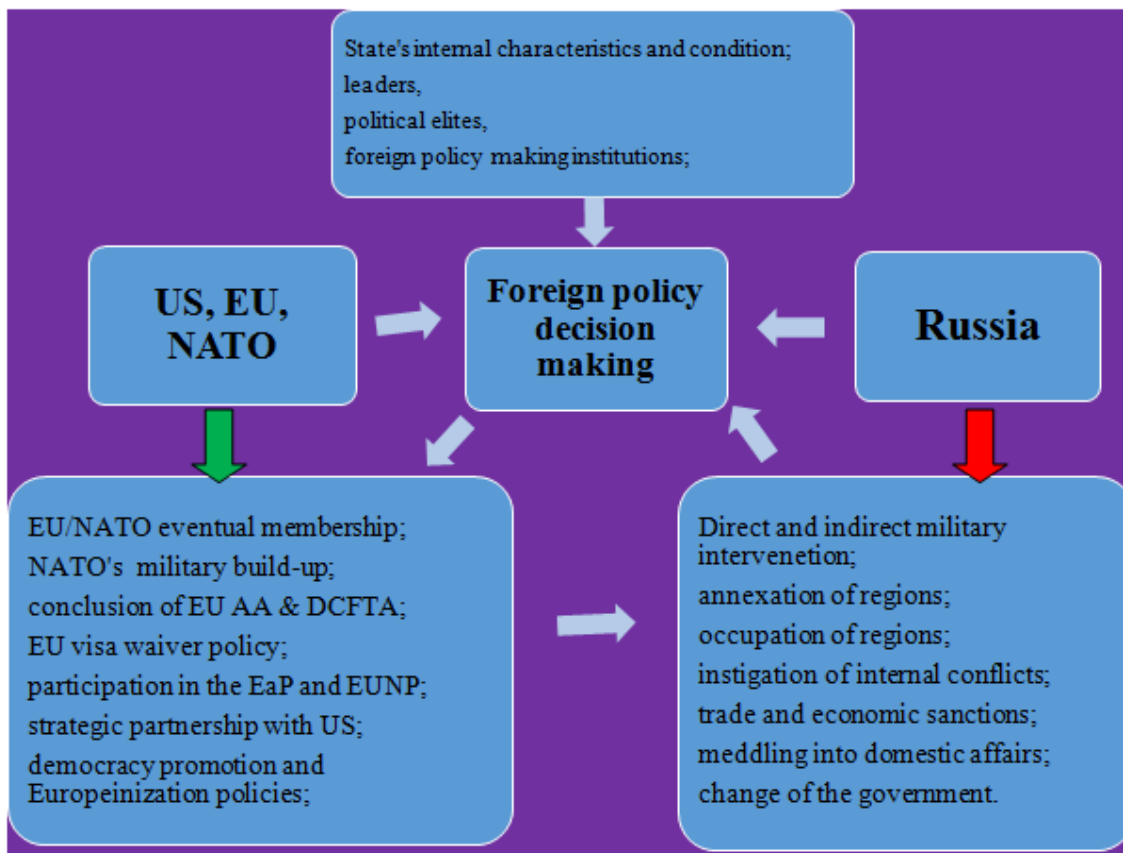 State's internal characteristics and condition;
leaders,
political elites,
foreign policy making institutions;
US, EU,
NATO
Foreign policy
decision
making
Russia
EU/NATO eventual membership;
NATO's military build-up;
conclusion of EU AA & DCFTA;
EU visa waiver policy;
participation in the EaP and EUNP;
strategic partnership with US;
democracy promotion and
Europeinization policies;
Direct and indirect military
intervenetion;
annexation of regions;
occupation of regions;
instigation of internal conflicts;
trade and economic sanctions;
meddling into domestic affairs;
change of the government.